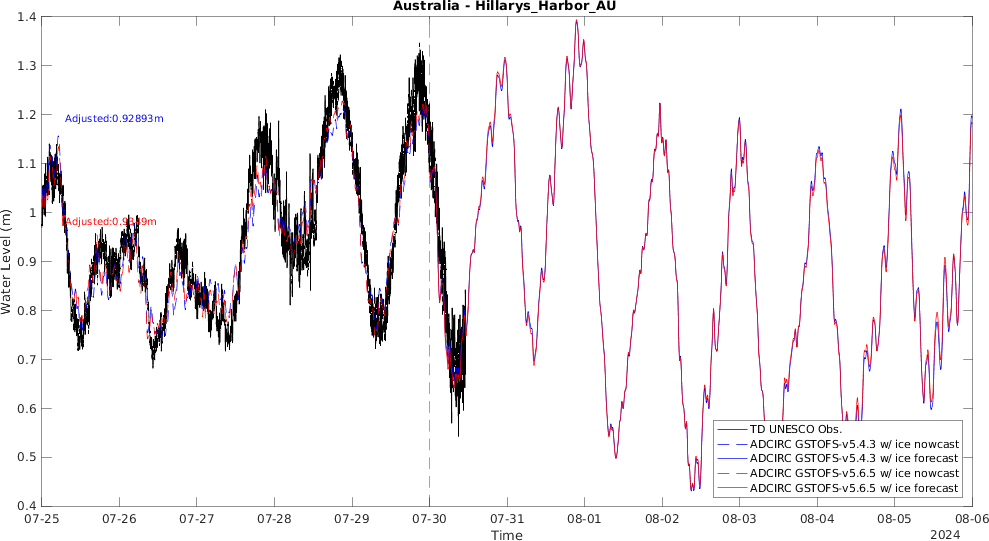 Australia - Hillarys_Harbor_AU
1.4
1.3
1.2
1.1
1
0.9
0.8
0.7
0.6
0.5
0.4
Water Level (m)
Adjusted:0.92893m
Adjusted:0.9349m
TD UNESCO Obs.
ADCIRC GSTOFS-v5.4.3 w/ ice nowcast
ADCIRC GSTOFS-v5.4.3 w/ ice forecast
ADCIRC GSTOFS-v5.6.5 w/ ice nowcast
ADCIRC GSTOFS-v5.6.5 w/ ice forecast
07-25 07-26 07-27 07-28 07-29 07-30 07-31 08-01 08-02 08-03 08-04 08-05 08-06
Time
2024